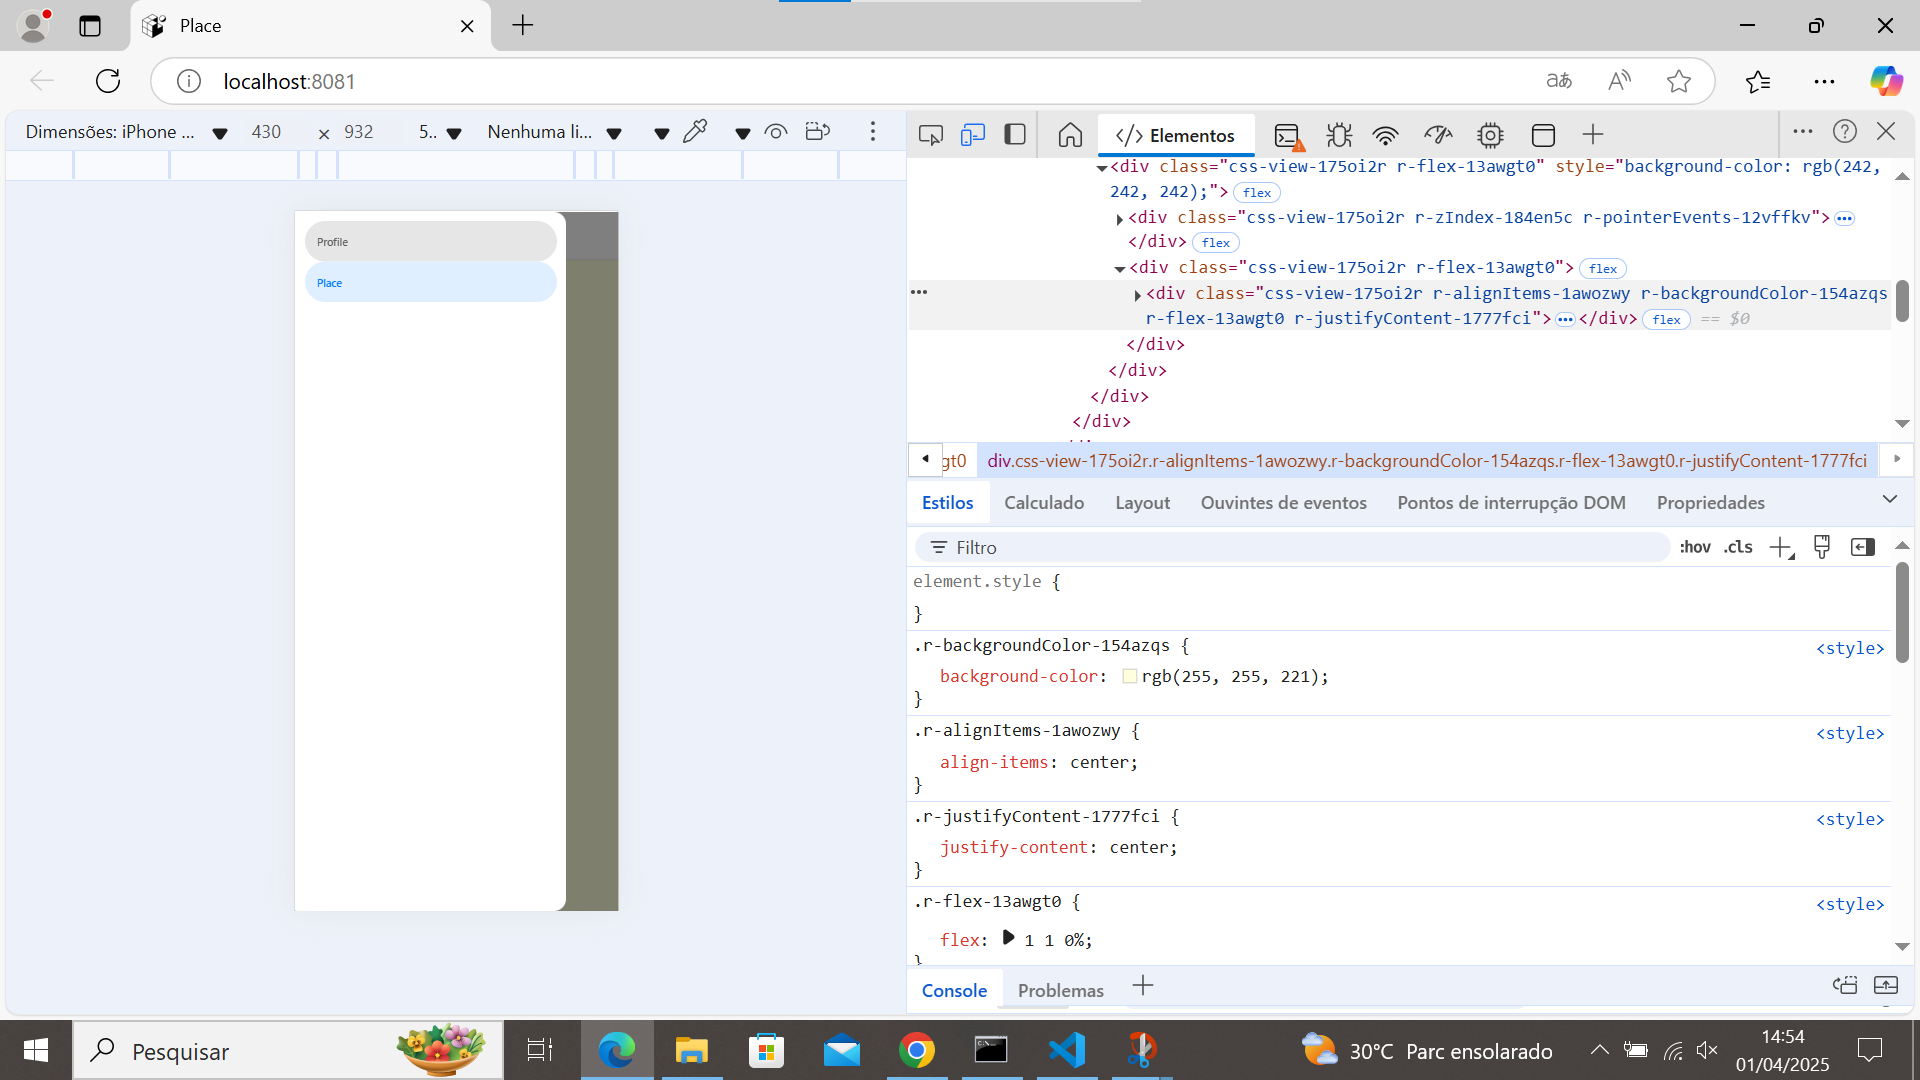 Place
localhost:8081
Dimensões: iPhone ...
430
×
932
5..
Nenhuma li...
Elementos
<div class="css-view-175oi2r r-flex-13awgt0" style="background-color: rgb(242,
242, 242);"> flex
<div class="css-view-175oi2r r-zIndex-184en5c r-pointerEvents-12vffkv">
</div> flex
<div class="css-view-175oi2r r-flex-13awgt0"> flex
<div class="css-view-175oi2r r-alignItems-1awozwy r-backgroundColor-154azqs
r-flex-13awgt0 r-justifyContent-1777fci"> </div> flex == $0
</div>
</div>
</div>
</div>
gt0
div.css-view-175oi2r.r-alignItems-1awozwy.r-backgroundColor-154azqs.r-flex-13awgt0.r-justifyContent-1777fci
Estilos
Calculado
Layout
Ouvintes de eventos
Pontos de interrupção DOM
Propriedades
Filtro
:hov
.cls
element.style {
}
.r-backgroundColor-154azqs { <style>
background-color: rgb(255, 255, 221);
}
.r-alignItems-1awozwy { <style>
align-items: center;
}
.r-justifyContent-1777fci { <style>
justify-content: center;
}
.r-flex-13awgt0 { <style>
flex: 1 1 0%;
}
Console
Problemas
Profile
Place
Pesquisar
30°C Parc ensolarado
14:54
01/04/2025